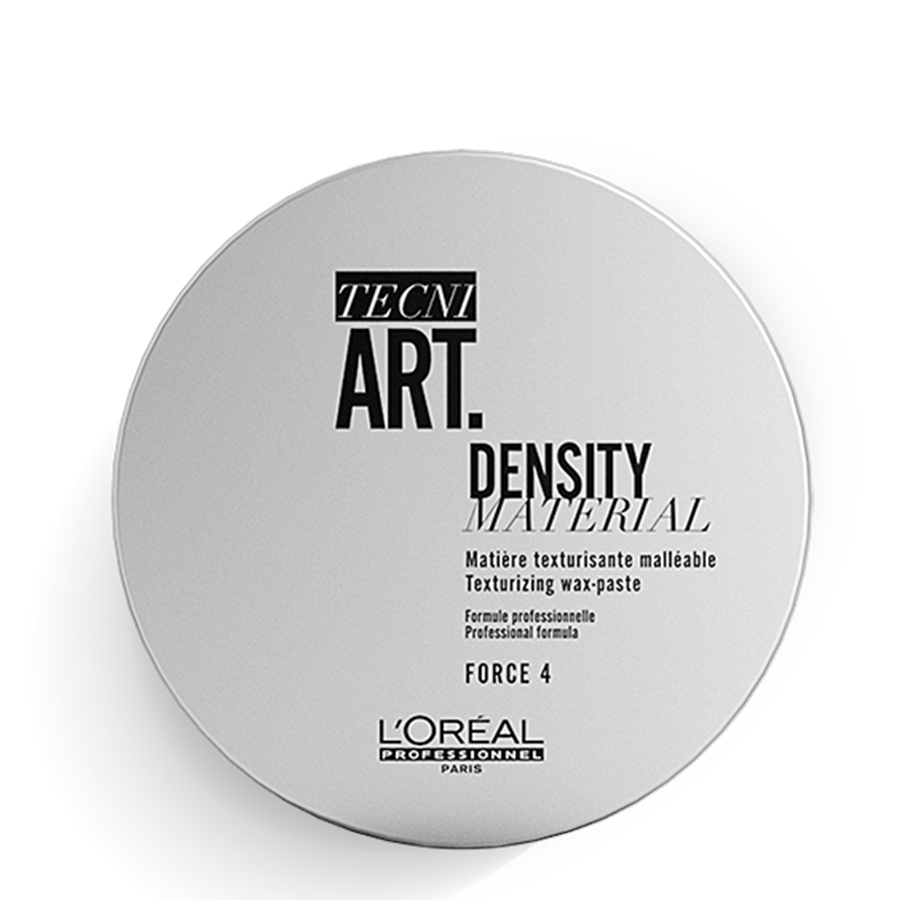 TECNI
ART.
DENSITY
MATERIAL
Matière texturisante malléable
Texturizing wax-paste
Formule professionnelle
Professional formula
FORCE 4
L'ORÉAL
PROFESSIONNEL
PARIS